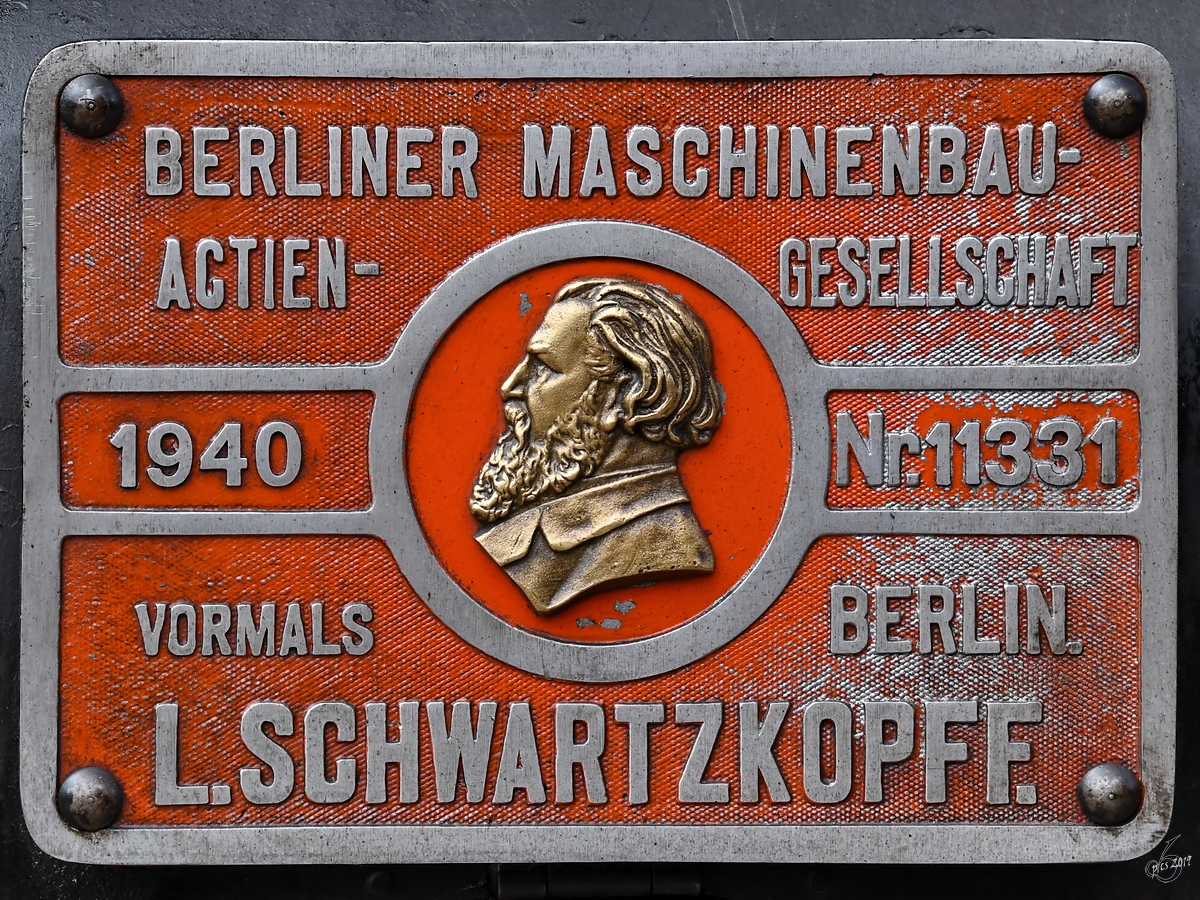 BERLINER MASCHINENBAU-
ACTIEN- GESELLSCHAFT
1940 Nr. 11331
VORMALS BERLIN.
L. SCHWARTZKOPFF.